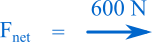 600 N
Fnet =